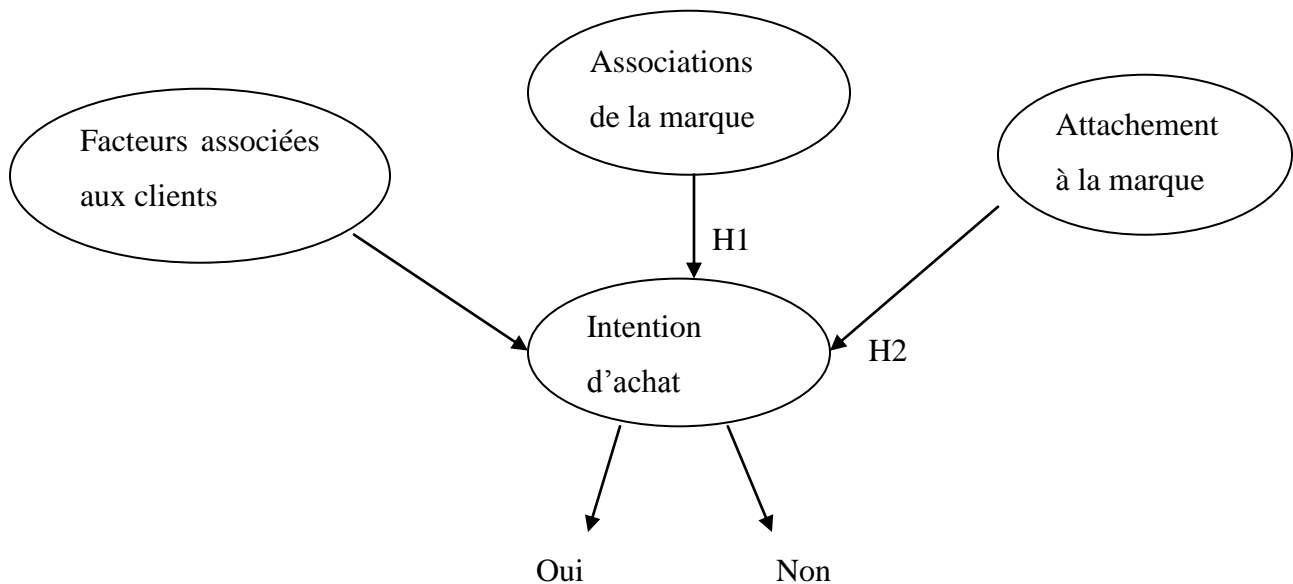 Associations
de la marque
Facteurs associées
aux clients
Attachement
à la marque
H1
Intention
d’achat
H2
Oui
Non